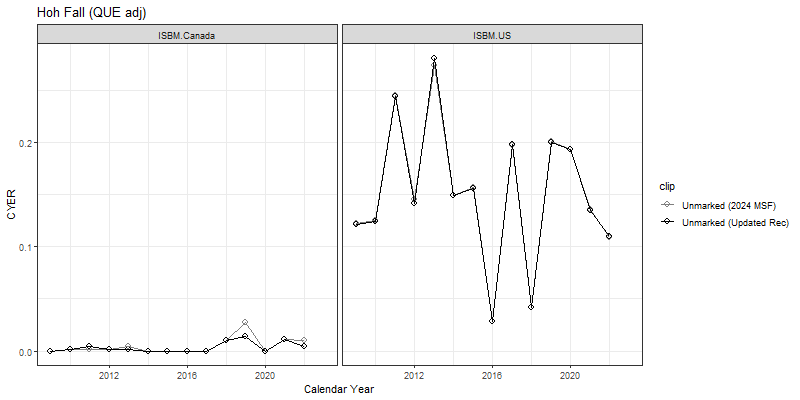 Hoh Fall (QUE adj)
ISBM.Canada
ISBM.US
CYER
0.2
0.1
0.0
2012
2016
2020
2012
2016
2020
Calendar Year
clip
Unmarked (2024 MSF)
Unmarked (Updated Rec)